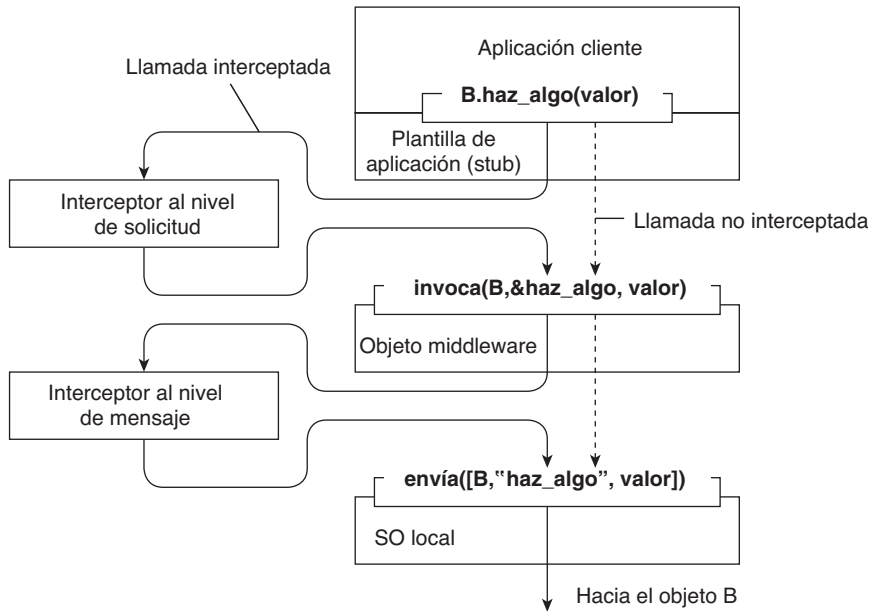 Aplicación cliente
Llamada interceptada
B.haz_algo(valor)
Plantilla de
aplicación (stub)
Interceptor al nivel
de solicitud
Llamada no interceptada
invoca(B,&haz_algo, valor)
Objeto middleware
Interceptor al nivel
de mensaje
envía([B,“haz_algo”, valor])
SO local
Hacia el objeto B